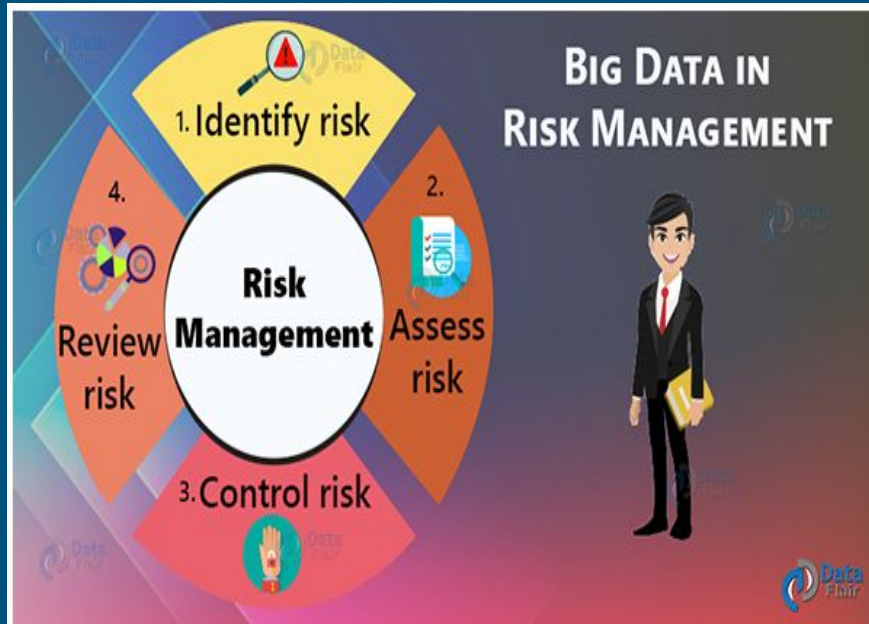 BIG DATA IN
RISK MANAGEMENT
1. Identify risk
2.
Assess
risk
3. Control risk
4.
Review
risk
Risk
Management
Data
Flair